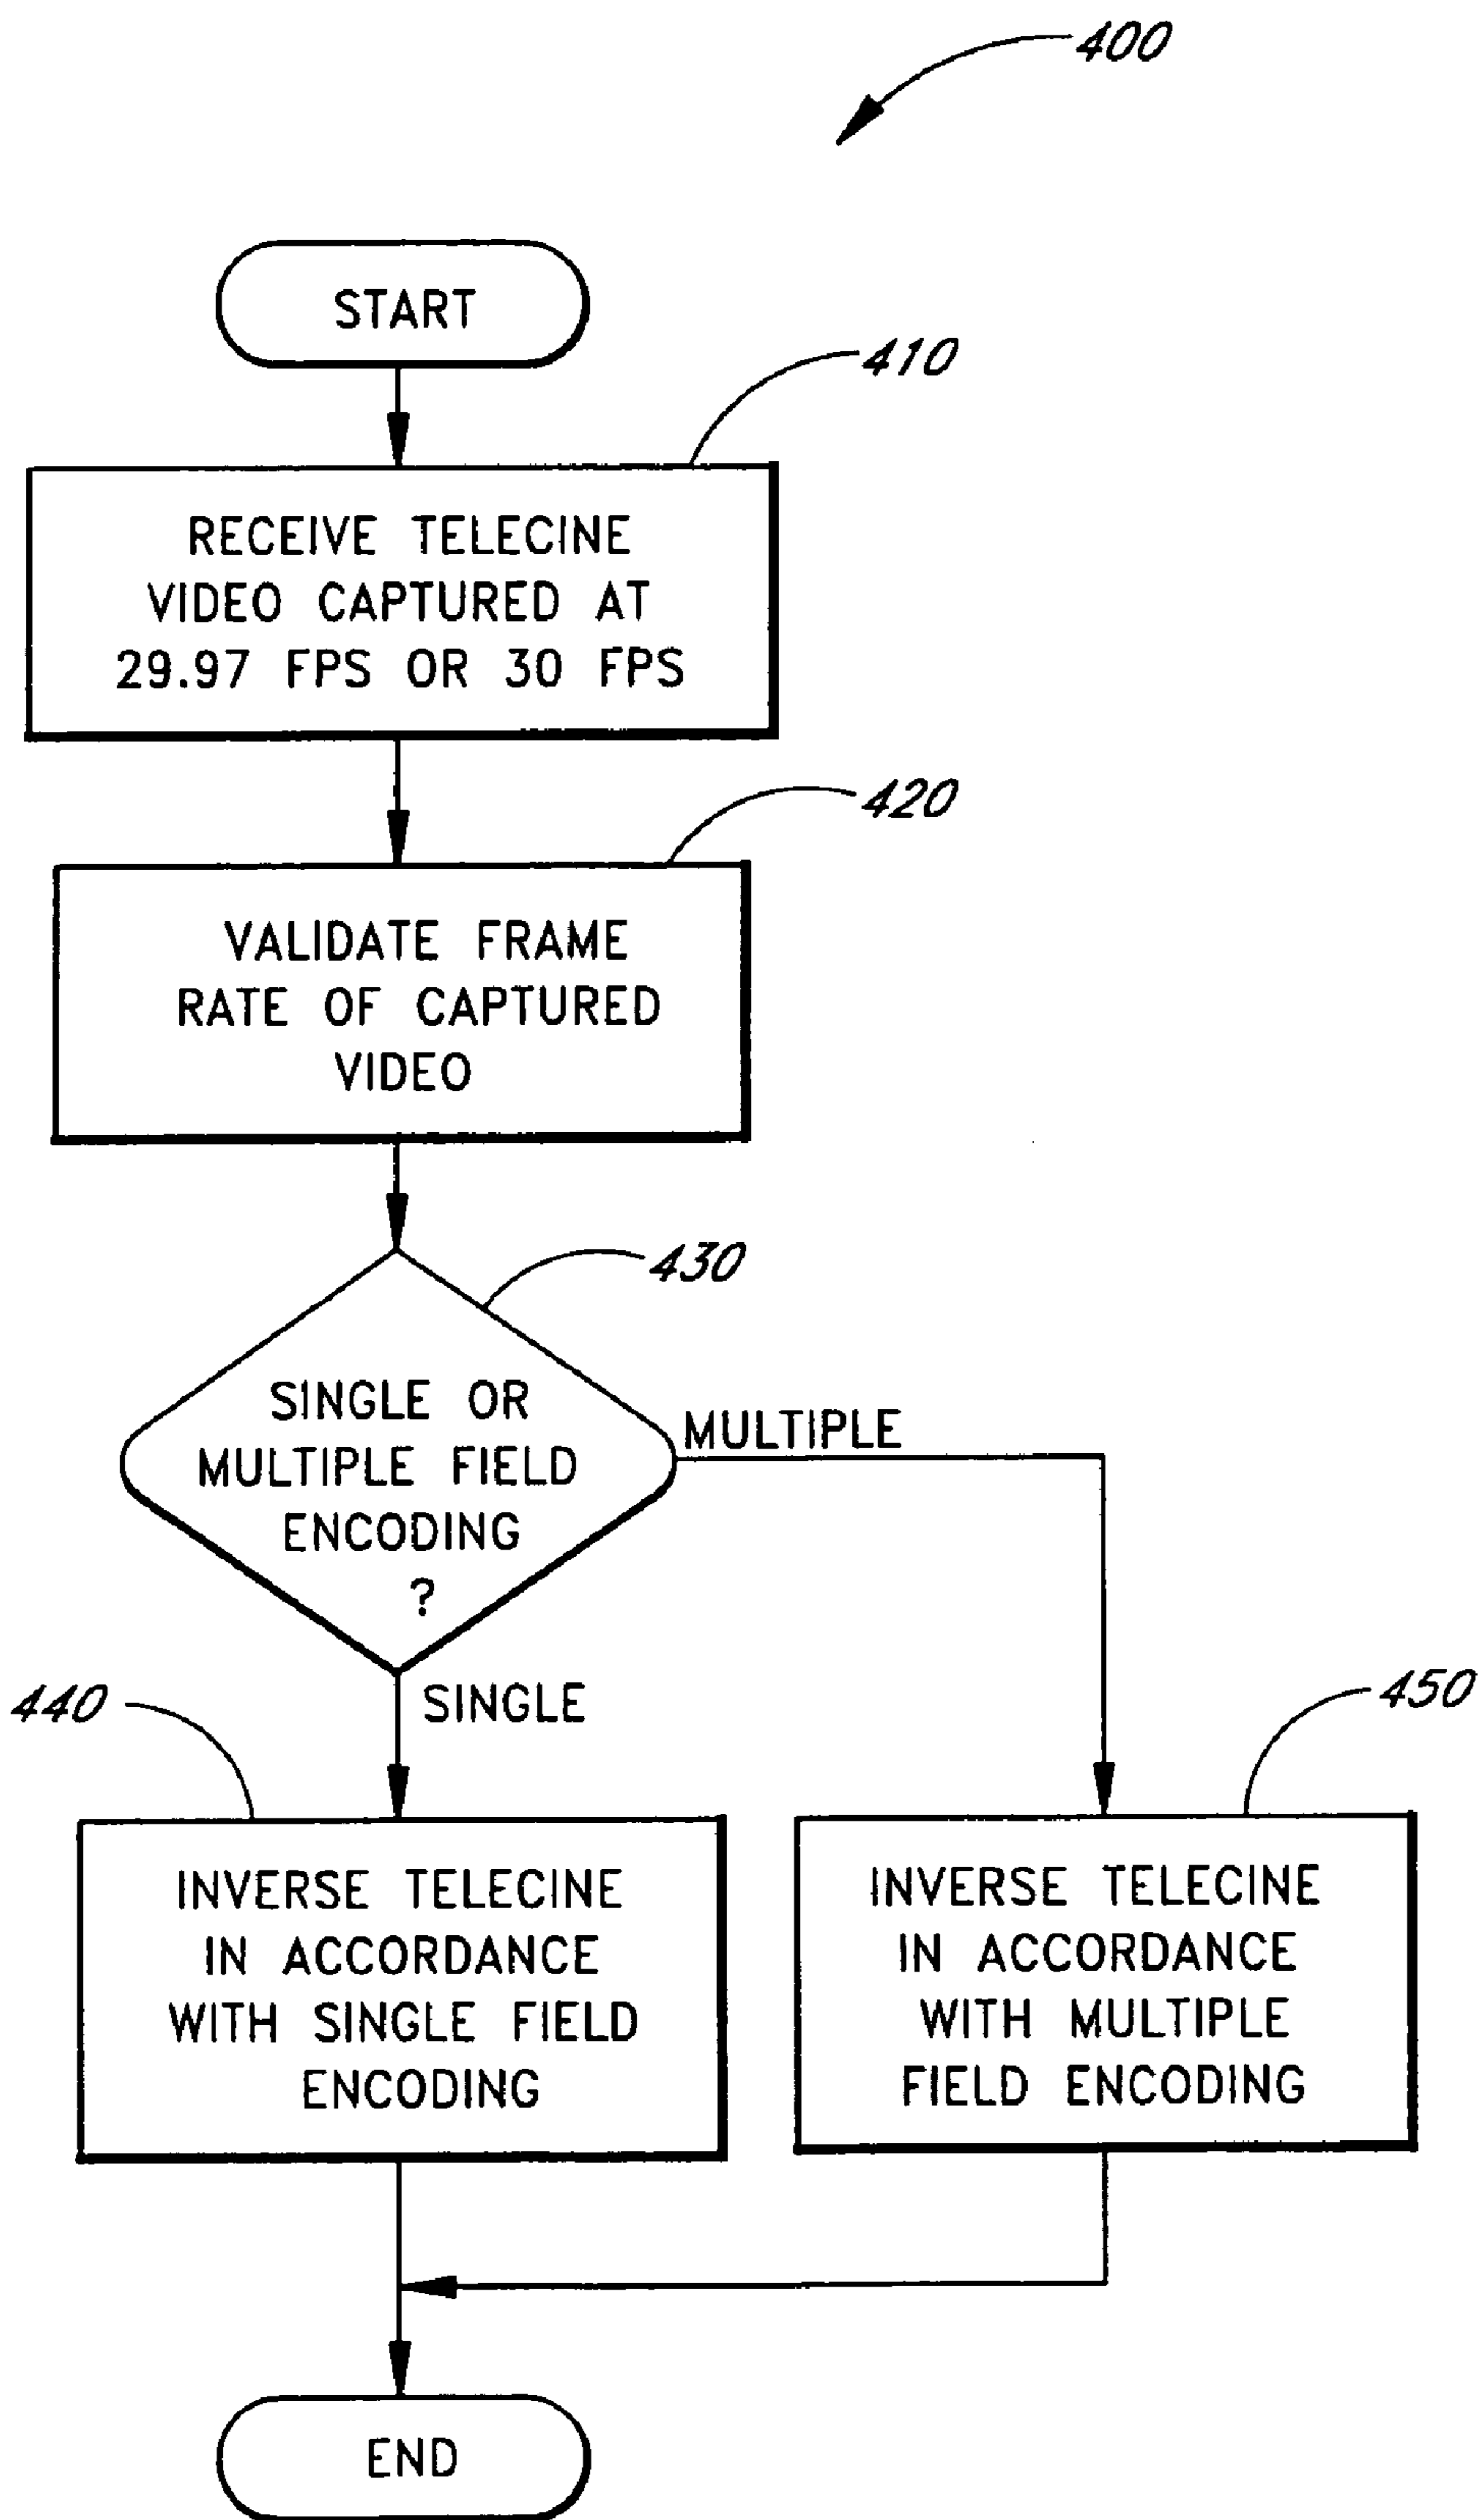 400
START
410
RECEIVE TELECINE
VIDEO CAPTURED AT
29.97 FPS OR 30 FPS
420
VALIDATE FRAME
RATE OF CAPTURED
VIDEO
430
SINGLE OR
MULTIPLE FIELD
ENCODING
?
MULTIPLE
SINGLE
440
INVERSE TELECINE
IN ACCORDANCE
WITH SINGLE FIELD
ENCODING
450
INVERSE TELECINE
IN ACCORDANCE
WITH MULTIPLE
FIELD ENCODING
END